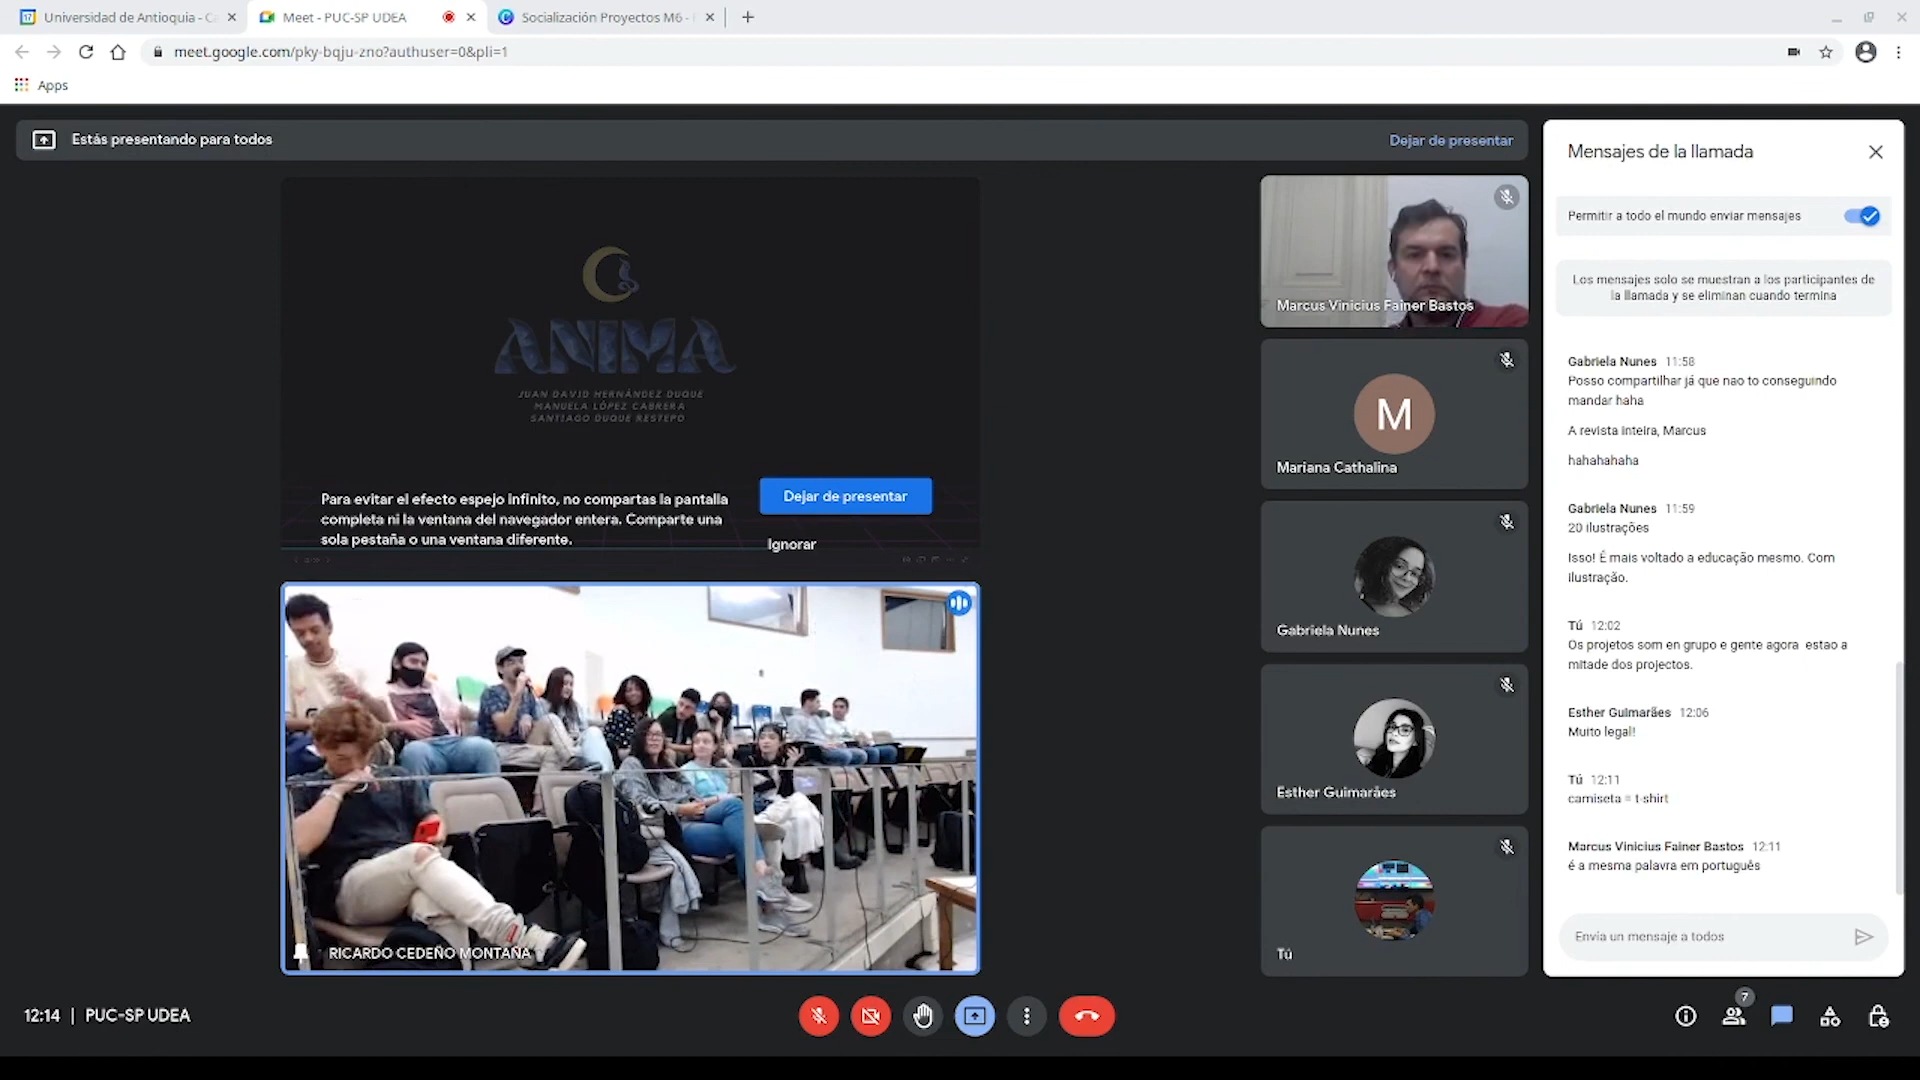 Universidad de Antioquia - Ca
Meet - PUC-SP UDEA
Socialización Proyectos M6 -
meet.google.com/pky-bqju-zno?authuser=0&pli=1
Apps
Estás presentando para todos
Dejar de presentar
ANIMA
JUAN DAVID HERNÁNDEZ DUQUE
MANUELA LÓPEZ CABRERA
SANTIAGO DUQUE RESTEPO
Para evitar el efecto espejo infinito, no compartas la pantalla
completa ni la ventana del navegador entera. Comparte una
sola pestaña o una ventana diferente.
Dejar de presentar
Ignorar
RICARDO CEDEÑO MONTAÑA
Marcus Vinicius Fainer Bastos
M
Mariana Cathalina
Gabriela Nunes
Esther Guimarães
Tú
Mensajes de la llamada
Permitir a todo el mundo enviar mensajes
Los mensajes solo se muestran a los participantes de
la llamada y se eliminan cuando termina
Gabriela Nunes 11:58
Posso compartilhar já que nao to conseguindo
mandar haha
A revista inteira, Marcus
hahahahaha
Gabriela Nunes 11:59
20 ilustrações
Isso! É mais voltado a educação mesmo. Com
ilustração.
Tú 12:02
Os projetos som en grupo e gente agora estao a
mitade dos projectos.
Esther Guimarães 12:06
Muito legal!
Tú 12:11
camiseta = t-shirt
Marcus Vinicius Fainer Bastos 12:11
é a mesma palavra em português
Envía un mensaje a todos
12:14 | PUC-SP UDEA
7